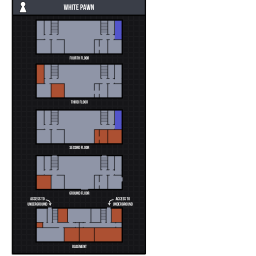 WHITE PAWN
FOURTH FLOOR
THIRD FLOOR
SECOND FLOOR
GROUND FLOOR
ACCESS TO
UNDERGROUND
ACCESS TO
UNDERGROUND
BASEMENT